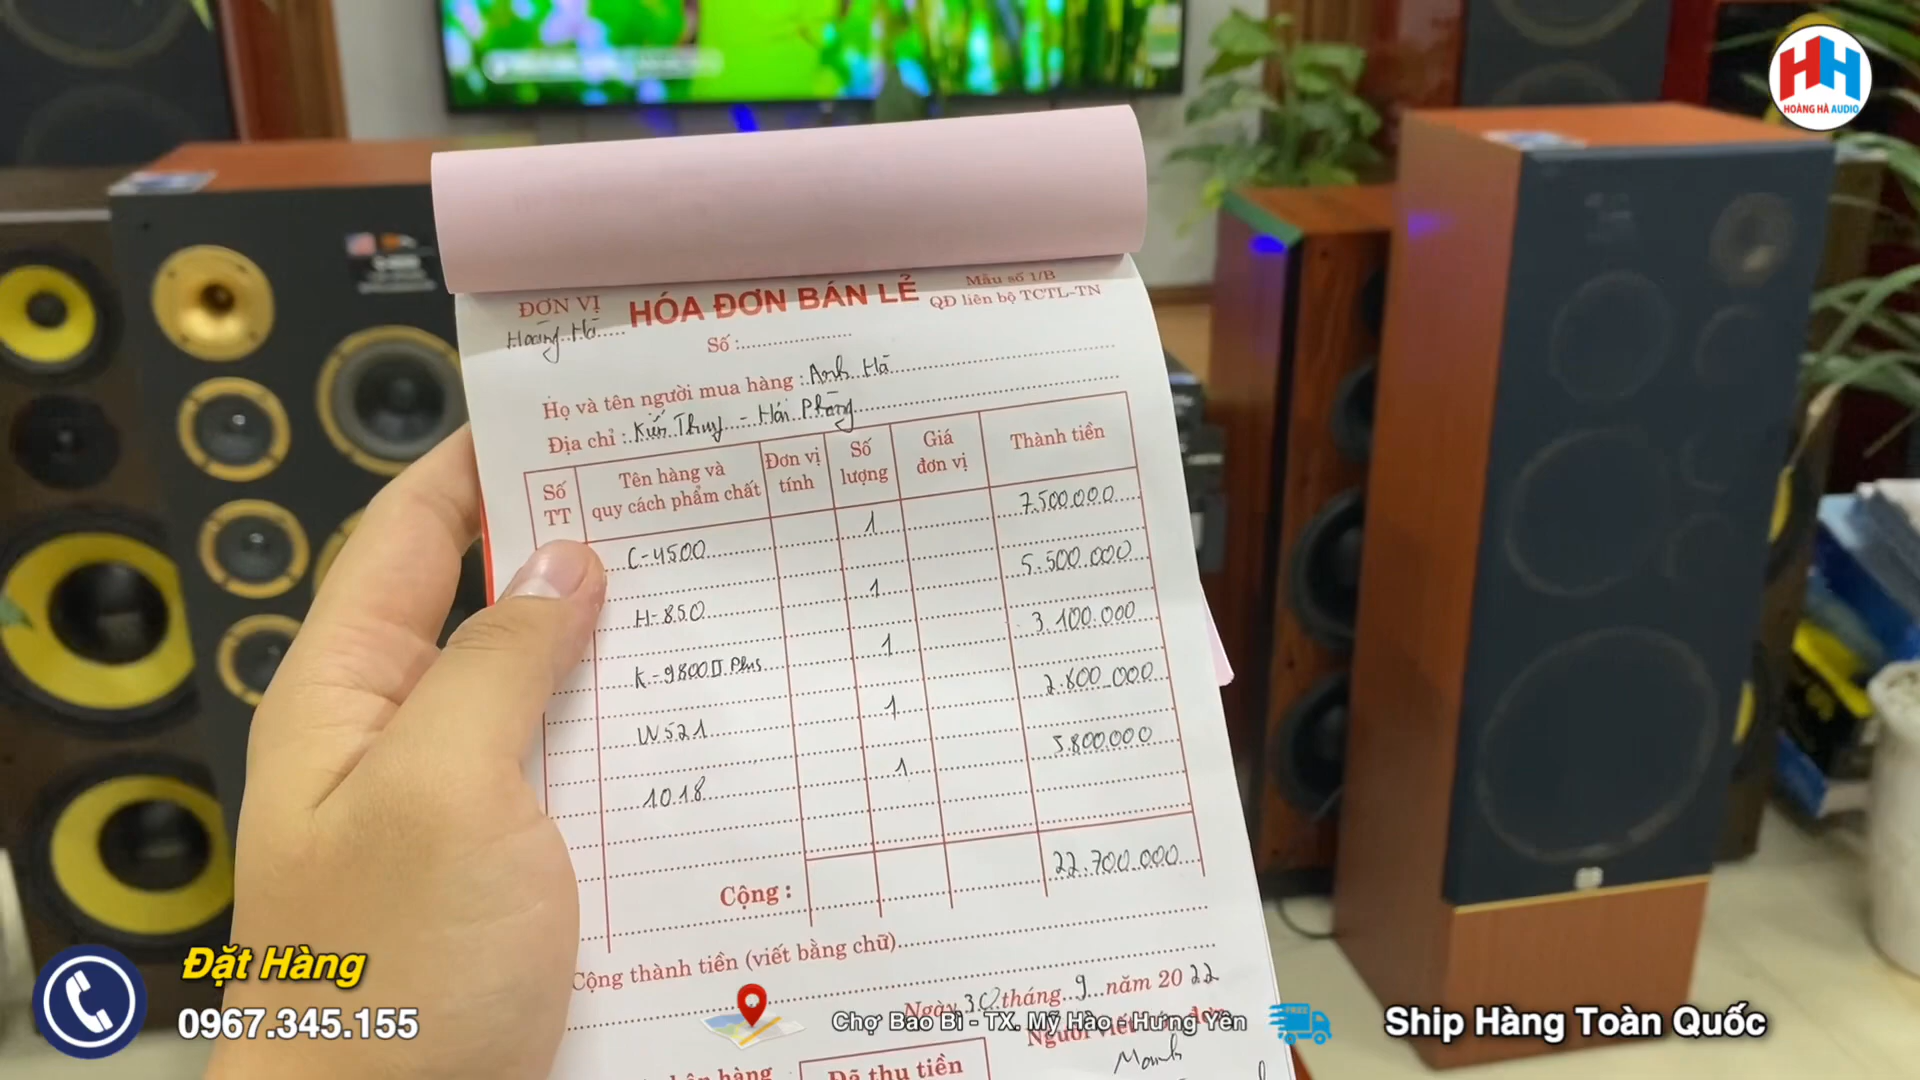 HH
HOÀNG HÀ AUDIO
ĐƠN VỊ
Hoàng Hà
HÓA ĐƠN BÁN LẺ
Mẫu số 1/B
QĐ liên bộ TCTL-TN
Số :
Họ và tên người mua hàng : Anh Hà
Địa chỉ : Kiến Thụy - Hải Phòng
Số TT
Tên hàng và quy cách phẩm chất
Đơn vị tính
Số lượng
Giá đơn vị
Thành tiền
C-4500 1 7.500.000
H-850 1 5.500.000
K-9800II Plus 1 3.100.000
W521 1 2.800.000
1018 1 3.800.000
Cộng : 22.700.000
Cộng thành tiền (viết bằng chữ)
Ngày 30 tháng 9 năm 2022
Người viết
Đã thu tiền
Manh
Đặt Hàng
0967.345.155
Chợ Bao Bì - TX. Mỹ Hào - Hưng Yên
FREE
Ship Hàng Toàn Quốc